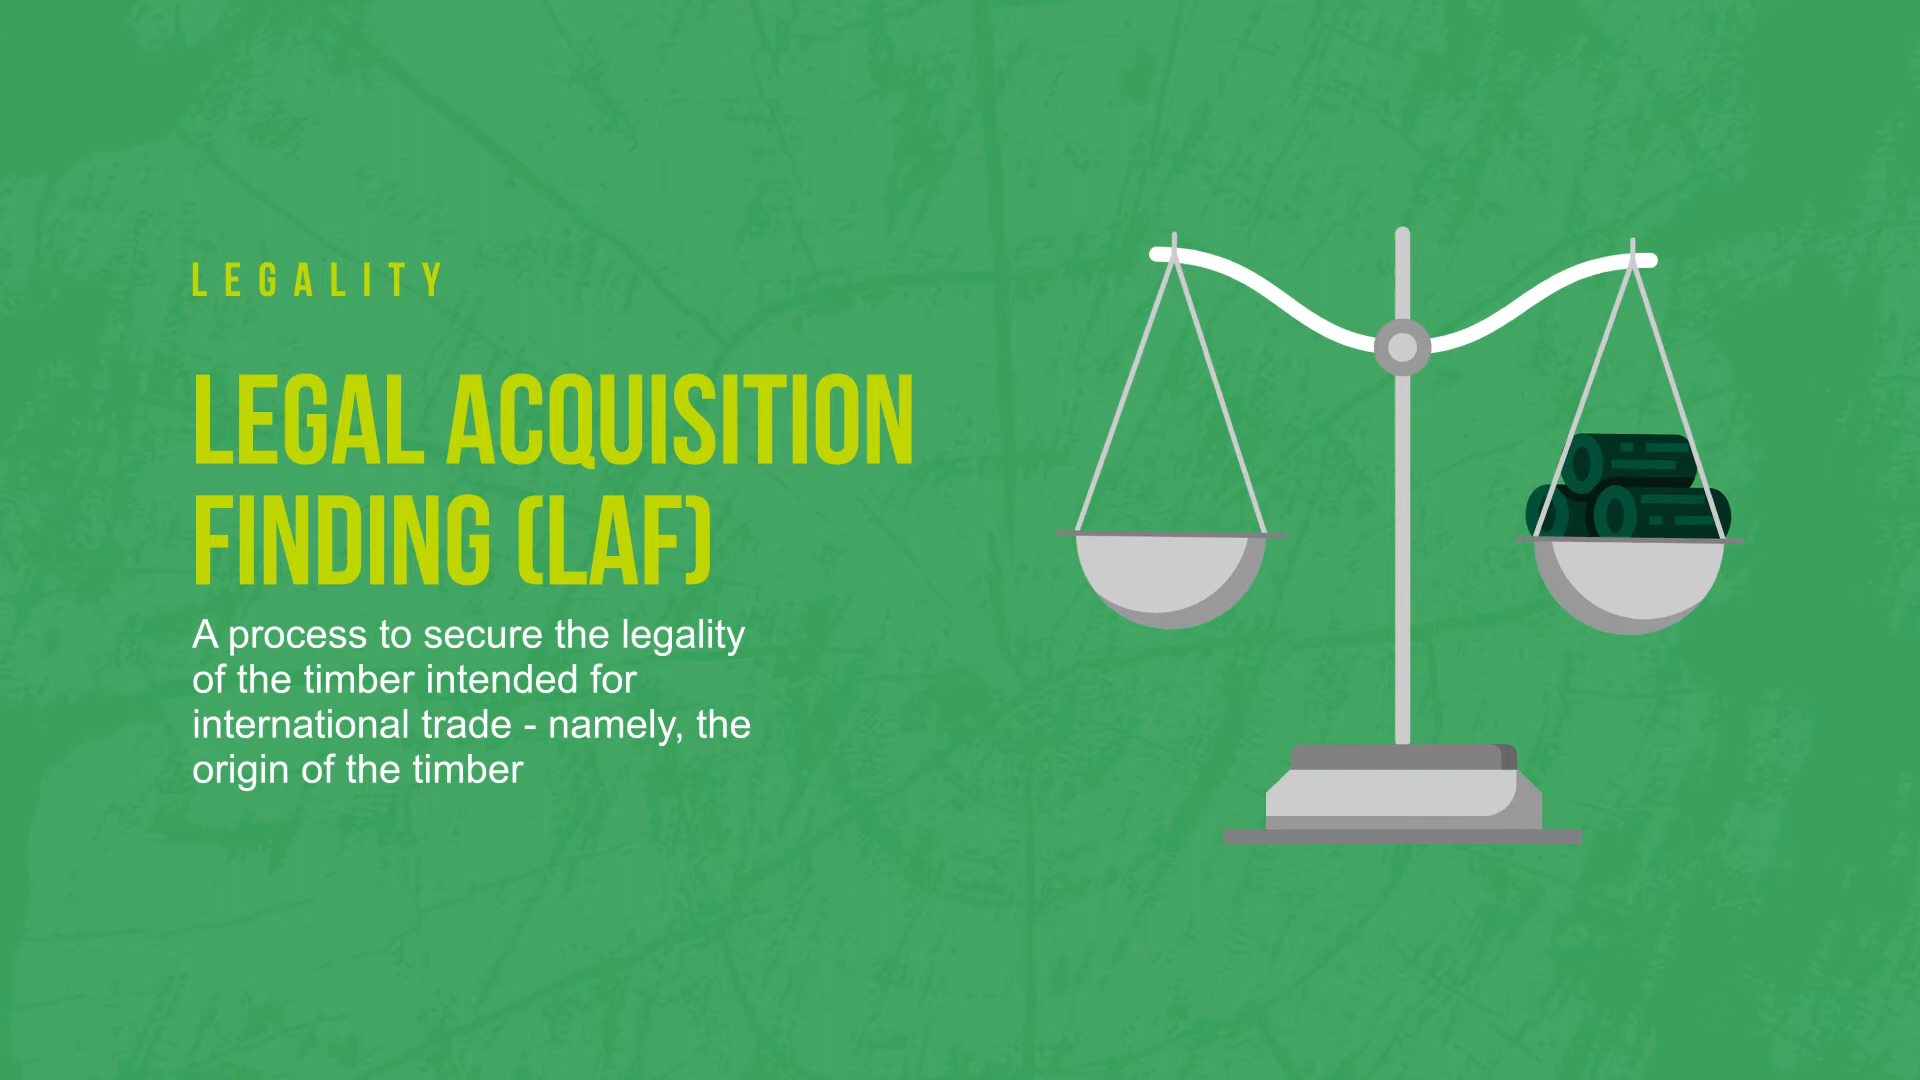 LEGALITY
LEGAL ACQUISITION
FINDING (LAF)
A process to secure the legality
of the timber intended for
international trade - namely, the
origin of the timber